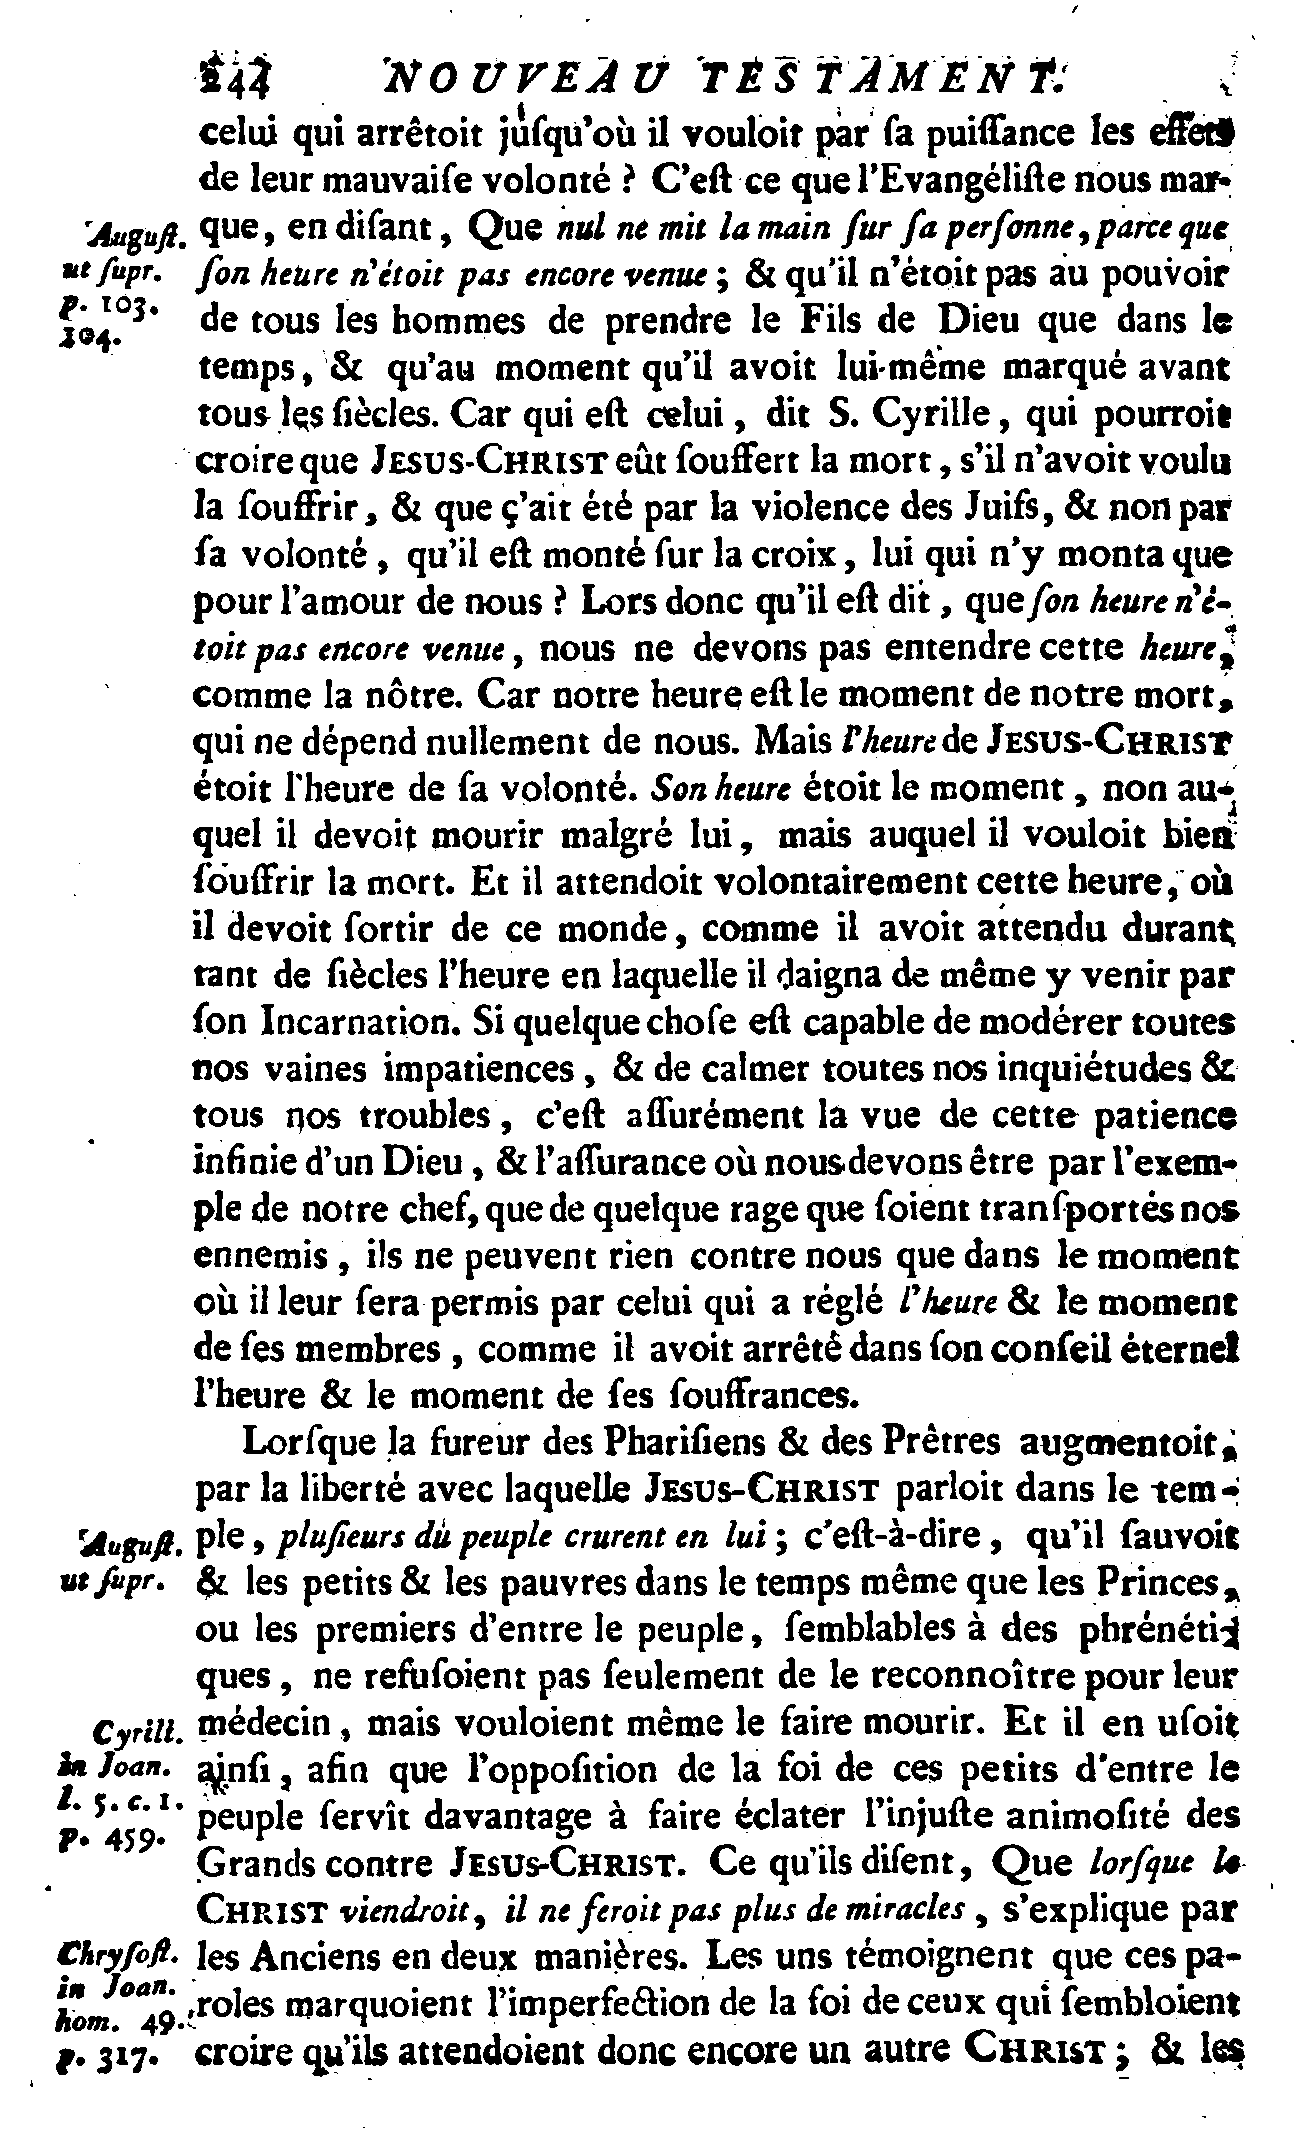 244 NOUVEAU TESTAMENT.
celui qui arrêtoit juſqu'où il vouloit par ſa puiſſance les effets
de leur mauvaiſe volonté ? C'eſt ce que l'Evangéliſte nous mar-
que, en diſant, Que nul ne mit la main ſur ſa perſonne, parce que
ſon heure n'étoit pas encore venue ; & qu'il n'étoit pas au pouvoir
de tous les hommes de prendre le Fils de Dieu que dans le
temps, & qu'au moment qu'il avoit lui-même marqué avant
tous les ſiècles. Car qui eſt celui, dit S. Cyrille, qui pourroit
croire que JESUS-CHRIST eût ſouffert la mort, s'il n'avoit voulu
la ſouffrir, & que ç'ait été par la violence des Juifs, & non par
ſa volonté, qu'il eſt monté ſur la croix, lui qui n'y monta que
pour l'amour de nous ? Lors donc qu'il eſt dit, que ſon heure n'é-
toit pas encore venue, nous ne devons pas entendre cette heure,
comme la nôtre. Car notre heure eſt le moment de notre mort,
qui ne dépend nullement de nous. Mais l'heure de JESUS-CHRIST
étoit l'heure de ſa volonté. Son heure étoit le moment, non au-
quel il devoit mourir malgré lui, mais auquel il vouloit bien
ſouffrir la mort. Et il attendoit volontairement cette heure, où
il devoit ſortir de ce monde, comme il avoit attendu durant
tant de ſiècles l'heure en laquelle il daigna de même y venir par
ſon Incarnation. Si quelque choſe eſt capable de modérer toutes
nos vaines impatiences, & de calmer toutes nos inquiétudes &
tous nos troubles, c'eſt aſſurément la vue de cette patience
infinie d'un Dieu, & l'aſſurance où nous devons être par l'exem-
ple de notre chef, que de quelque rage que ſoient tranſportés nos
ennemis, ils ne peuvent rien contre nous que dans le moment
où il leur ſera permis par celui qui a réglé l'heure & le moment
de ſes membres, comme il avoit arrêté dans ſon conſeil éternel
l'heure & le moment de ſes ſouffrances.
Lorſque la fureur des Phariſiens & des Prêtres augmentoit,
par la liberté avec laquelle JESUS-CHRIST parloit dans le tem-
ple, pluſieurs du peuple crurent en lui ; c'eſt-à-dire, qu'il ſauvoit
& les petits & les pauvres dans le temps même que les Princes,
ou les premiers d'entre le peuple, ſemblables à des phrénéti-
ques, ne refuſoient pas ſeulement de le reconnoître pour leur
médecin, mais vouloient même le faire mourir. Et il en uſoit
ainſi, afin que l'oppoſition de la foi de ces petits d'entre le
peuple ſervît davantage à faire éclater l'injuſte animoſité des
Grands contre JESUS-CHRIST. Ce qu'ils diſent, Que lorſque le
CHRIST viendroit, il ne feroit pas plus de miracles, s'explique par
les Anciens en deux manières. Les uns témoignent que ces pa-
roles marquoient l'imperfection de la foi de ceux qui ſembloient
croire qu'ils attendoient donc encore un autre CHRIST ; & les
Auguſt.
ut ſupr.
p. 103.
104.
Auguſt.
ut ſupr.
Cyrill.
in Joan.
l. 5. c. 1.
p. 459.
Chryſoſt.
in Joan.
hom. 49.
p. 317.